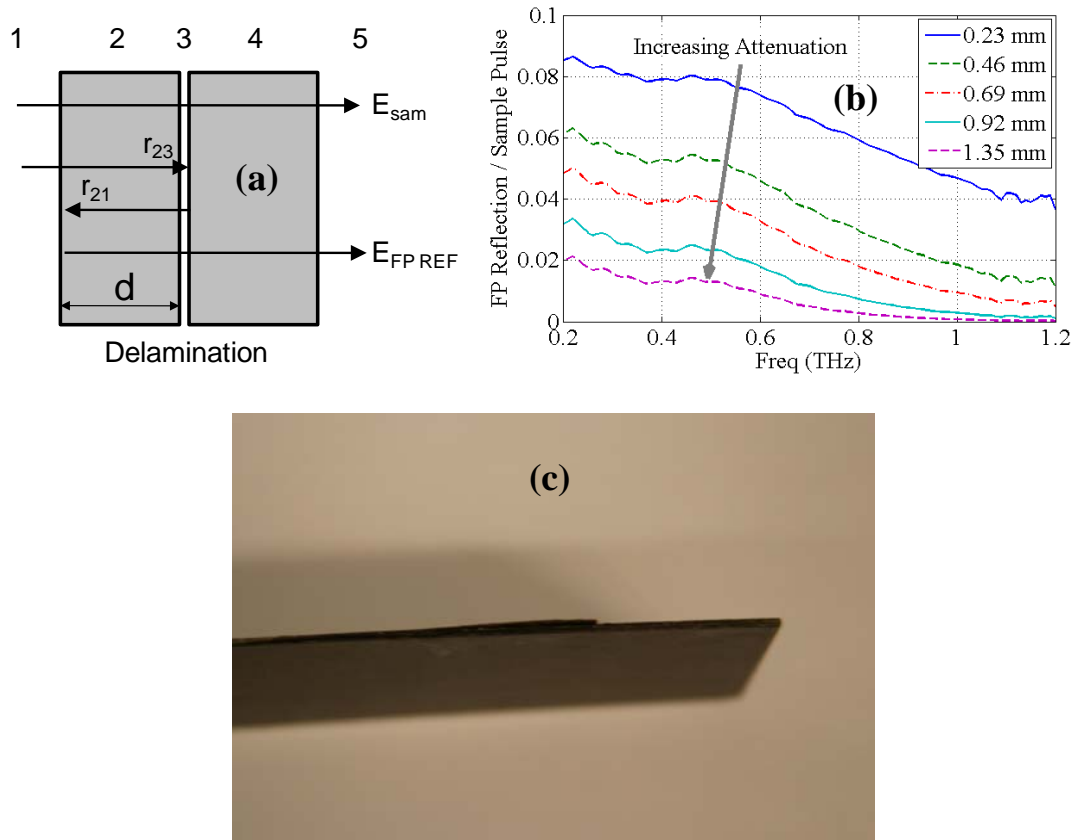 1 2 3 4 5
E_sam
r_23
(a)
r_21
E_FP REF
d
Delamination
0.1
0.08
0.06
0.04
0.02
0
FP Reflection / Sample Pulse
Increasing Attenuation
(b)
0.23 mm
0.46 mm
0.69 mm
0.92 mm
1.35 mm
0.2 0.4 0.6 0.8 1 1.2
Freq (THz)
(c)